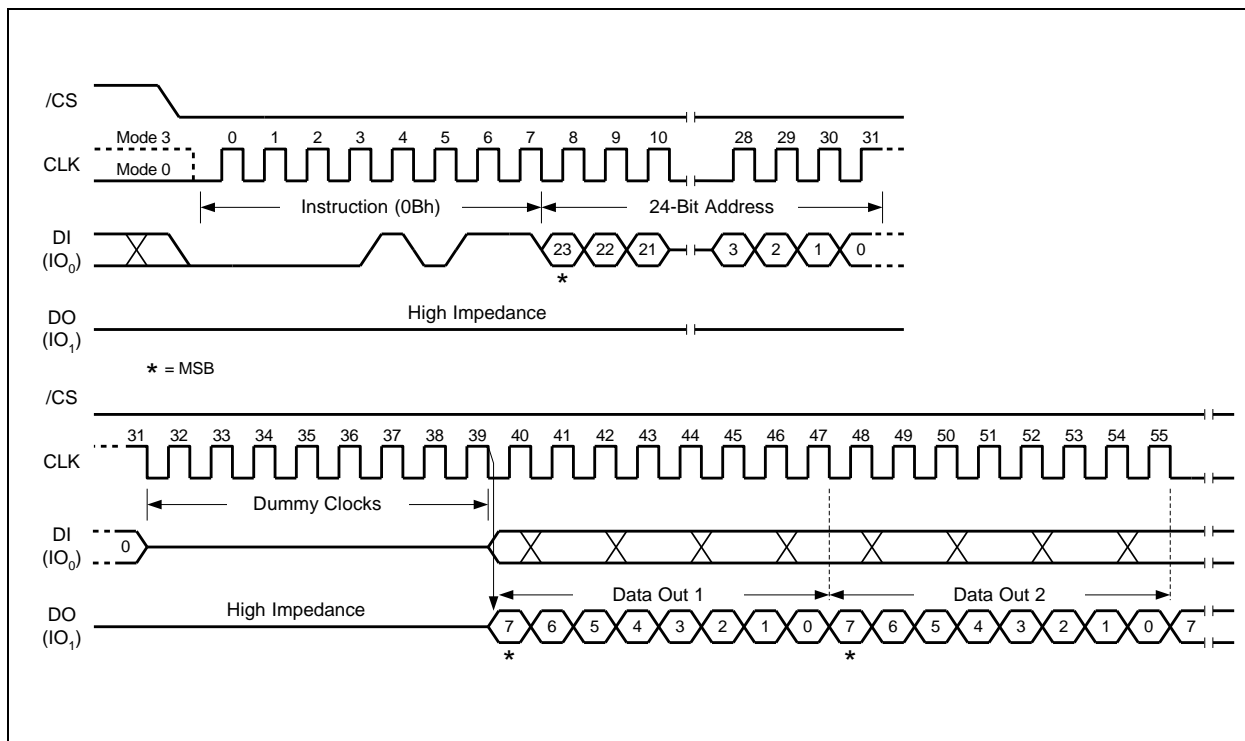 /CS
Mode 3 0 1 2 3 4 5 6 7 8 9 10 28 29 30 31
CLK
Mode 0
Instruction (0Bh) 24-Bit Address
DI
(IO0)
23 22 21 3 2 1 0
*
High Impedance
DO
(IO1)
* = MSB
/CS
31 32 33 34 35 36 37 38 39 40 41 42 43 44 45 46 47 48 49 50 51 52 53 54 55
CLK
Dummy Clocks
DI
(IO0)
0
Data Out 1 Data Out 2
High Impedance
DO
(IO1)
7 6 5 4 3 2 1 0 7 6 5 4 3 2 1 0 7
* *